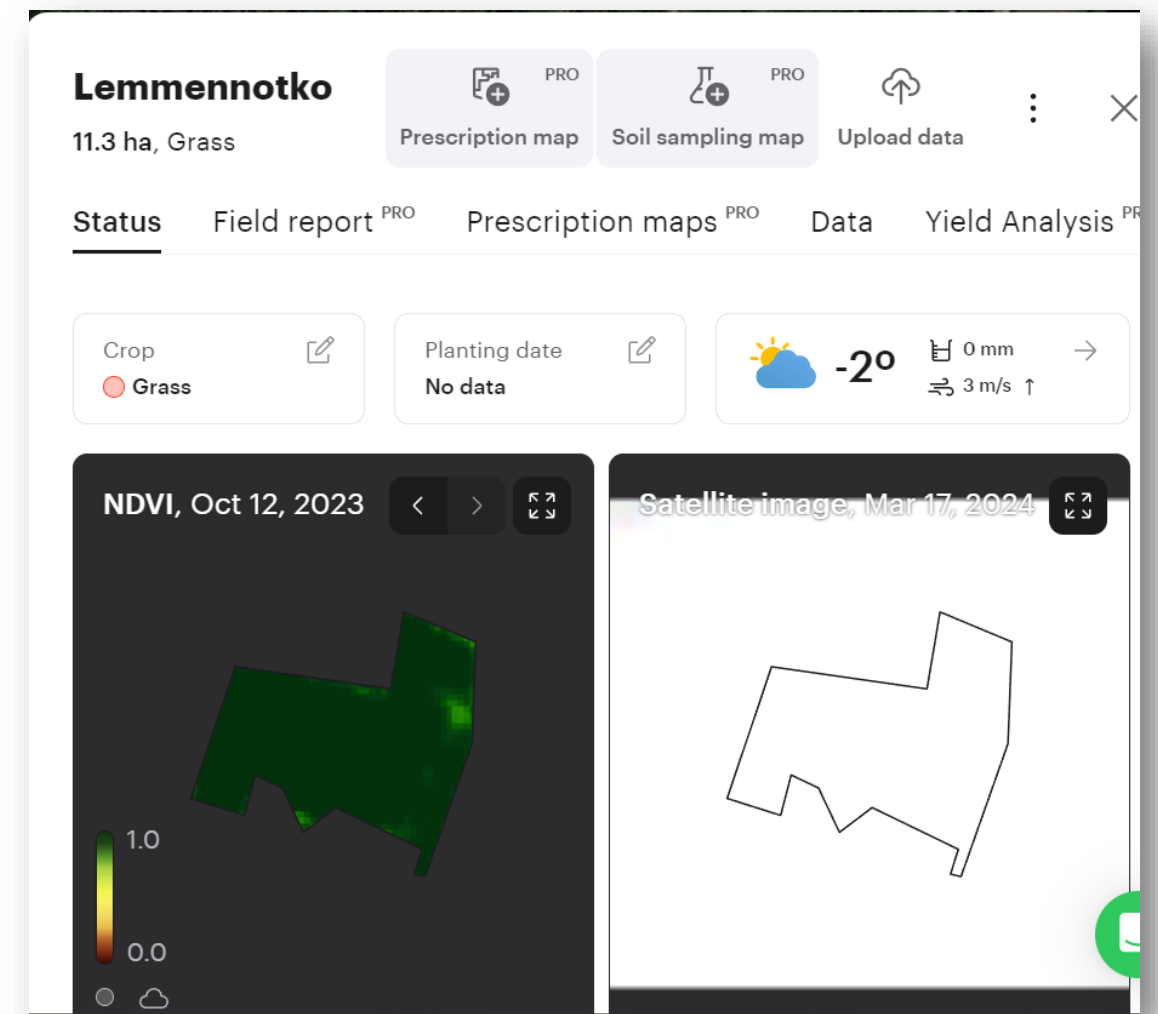 Lemmennotko
11.3 ha, Grass
PRO
Prescription map
PRO
Soil sampling map
Upload data
Status
Field report PRO
Prescription maps PRO
Data
Yield Analysis PR
Crop
Grass
Planting date
No data
-2º
0 mm
3 m/s ↑
NDVI, Oct 12, 2023
Satellite image, Mar 17, 2024
1.0
0.0